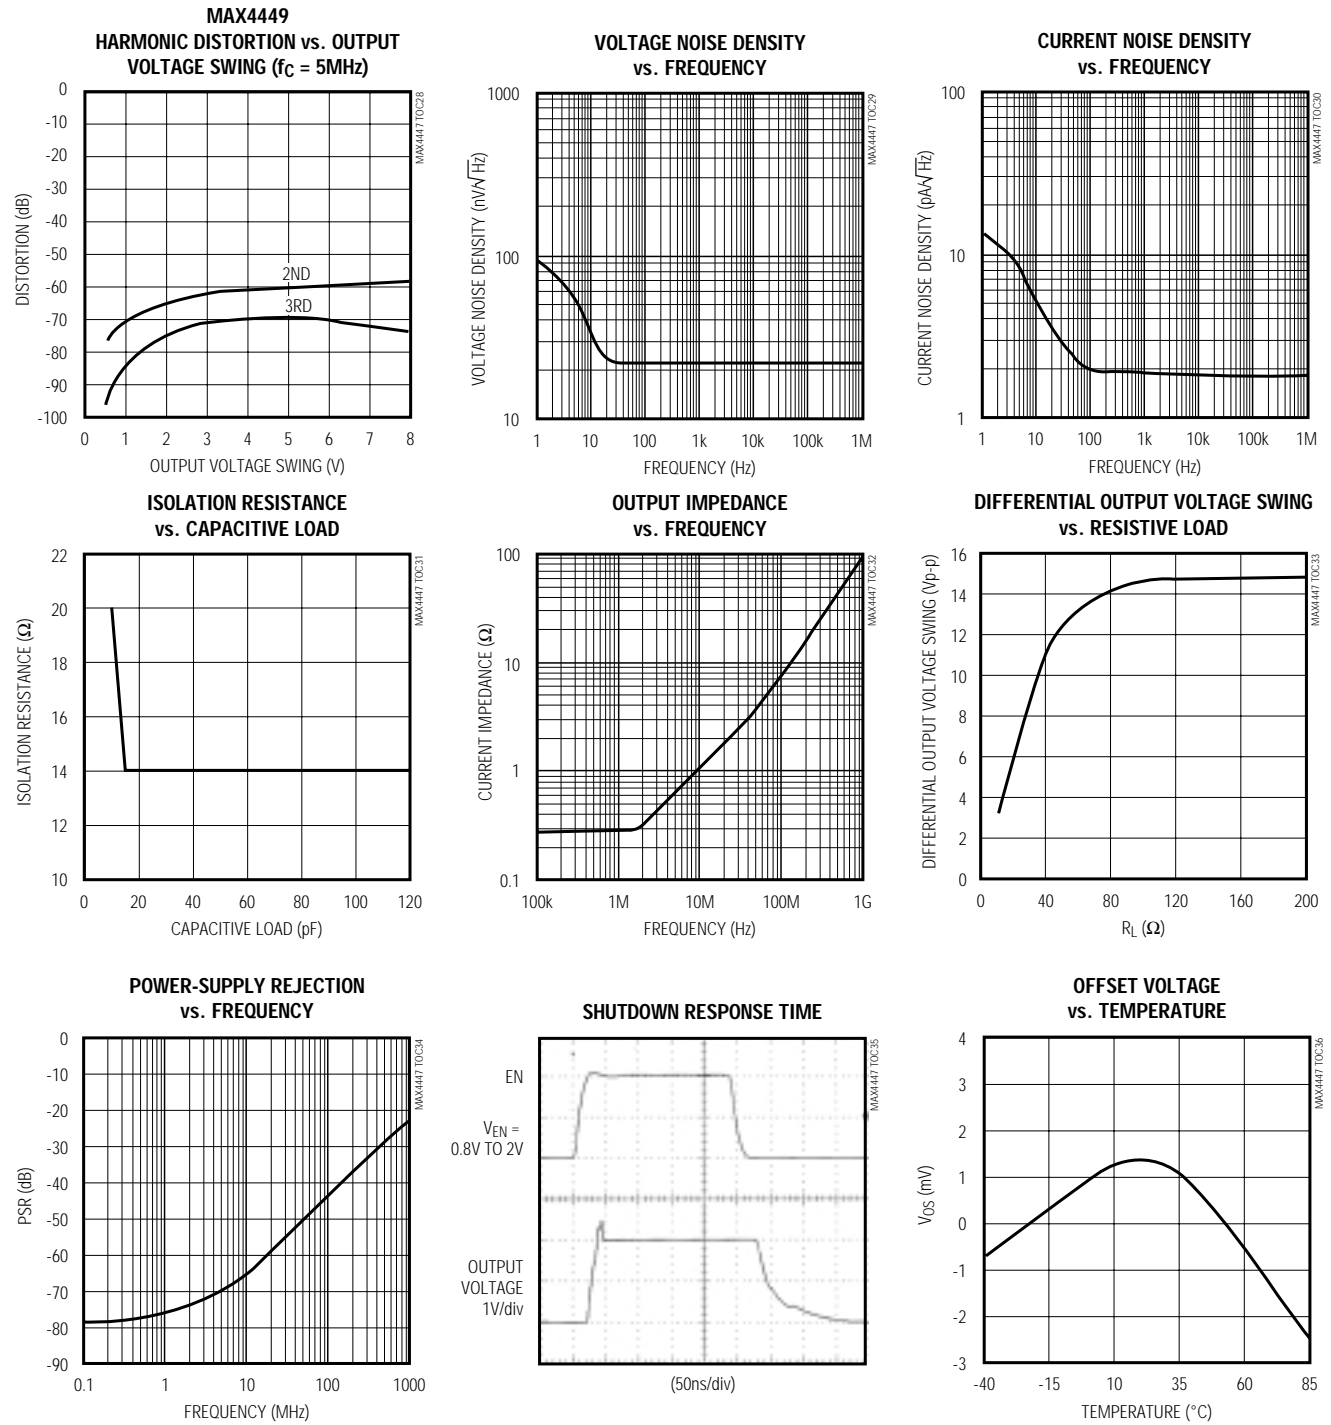 MAX4449
HARMONIC DISTORTION vs. OUTPUT
VOLTAGE SWING (fC = 5MHz)
0
-10
-20
-30
-40
-50
-60
-70
-80
-90
-100
DISTORTION (dB)
2ND
3RD
0 1 2 3 4 5 6 7 8
OUTPUT VOLTAGE SWING (V)
MAX4447 TOC28
VOLTAGE NOISE DENSITY
vs. FREQUENCY
1000
100
10
VOLTAGE NOISE DENSITY (nV/√Hz)
1 10 100 1k 10k 100k 1M
FREQUENCY (Hz)
MAX4447 TOC29
CURRENT NOISE DENSITY
vs. FREQUENCY
100
10
1
CURRENT NOISE DENSITY (pA/√Hz)
1 10 100 1k 10k 100k 1M
FREQUENCY (Hz)
MAX4447 TOC30
ISOLATION RESISTANCE
vs. CAPACITIVE LOAD
22
20
18
16
14
12
10
ISOLATION RESISTANCE (Ω)
0 20 40 60 80 100 120
CAPACITIVE LOAD (pF)
MAX4447 TOC31
OUTPUT IMPEDANCE
vs. FREQUENCY
100
10
1
0.1
CURRENT IMPEDANCE (Ω)
100k 1M 10M 100M 1G
FREQUENCY (Hz)
MAX4447 TOC32
DIFFERENTIAL OUTPUT VOLTAGE SWING
vs. RESISTIVE LOAD
16
14
12
10
8
6
4
2
0
DIFFERENTIAL OUTPUT VOLTAGE SWING (Vp-p)
0 40 80 120 160 200
RL (Ω)
MAX4447 TOC33
POWER-SUPPLY REJECTION
vs. FREQUENCY
0
-10
-20
-30
-40
-50
-60
-70
-80
-90
PSR (dB)
0.1 1 10 100 1000
FREQUENCY (MHz)
MAX4447 TOC34
SHUTDOWN RESPONSE TIME
EN
VEN =
0.8V TO 2V
OUTPUT
VOLTAGE
1V/div
(50ns/div)
MAX4447 TOC35
OFFSET VOLTAGE
vs. TEMPERATURE
4
3
2
1
0
-1
-2
-3
VOS (mV)
-40 -15 10 35 60 85
TEMPERATURE (°C)
MAX4447 TOC36